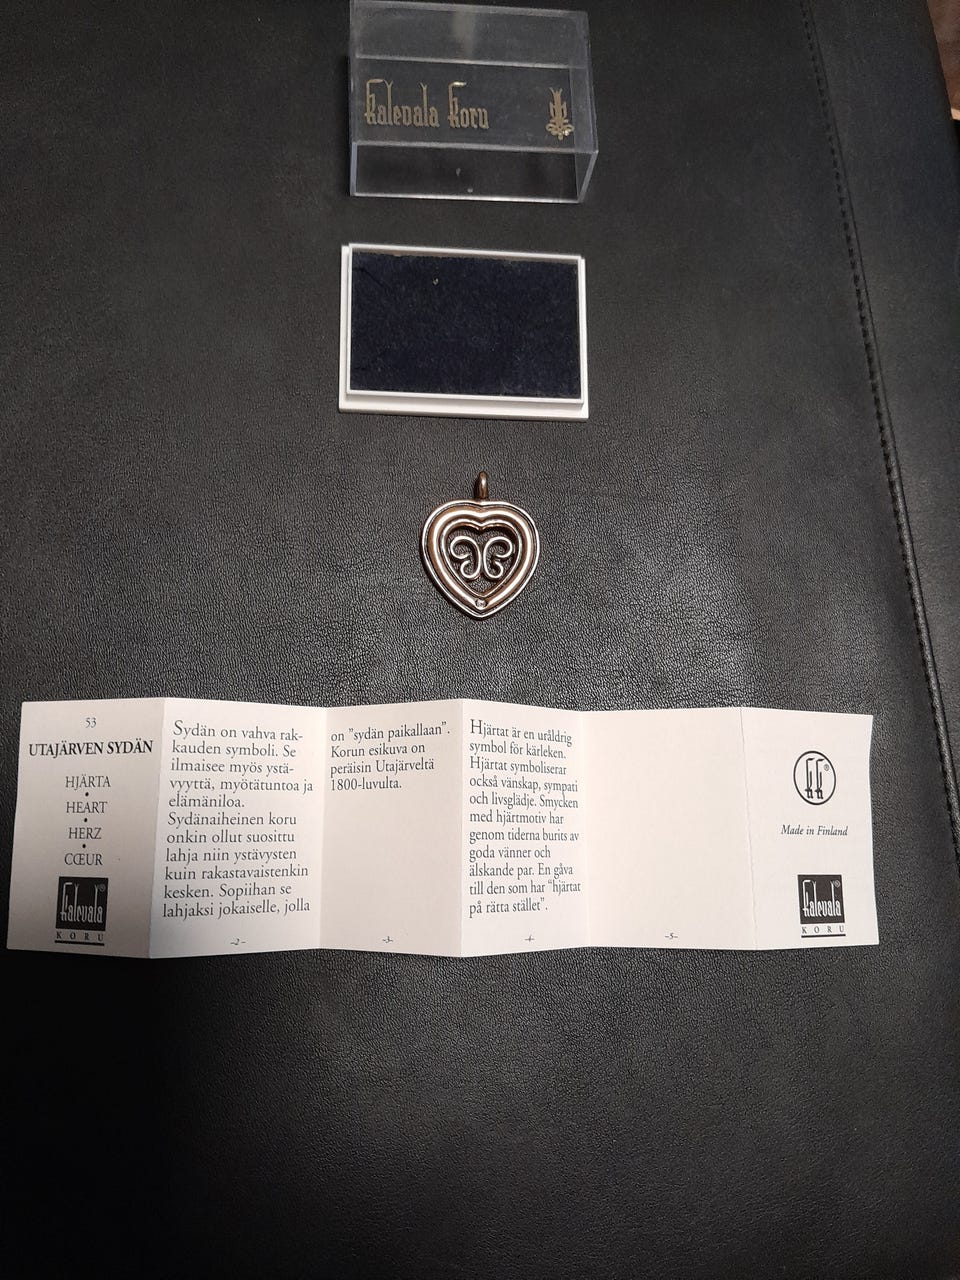 Kalevala Koru
53
UTAJÄRVEN SYDÄN
HJÄRTA
•
HEART
•
HERZ
•
CŒUR
Kalevala®
KORU
Sydän on vahva rak-
kauden symboli. Se
ilmaisee myös ystä-
vyyttä, myötätuntoa ja
elämäniloa.
Sydänaiheinen koru
onkin ollut suosittu
lahja niin ystävysten
kuin rakastavaistenkin
kesken. Sopiihan se
lahjaksi jokaiselle, jolla
-2-
on "sydän paikallaan".
Korun esikuva on
peräisin Utajärveltä
1800-luvulta.
-3-
Hjärtat är en uråldrig
symbol för kärleken.
Hjärtat symboliserar
också vänskap, sympati
och livsglädje. Smycken
med hjärtmotiv har
genom tiderna burits av
goda vänner och
älskande par. En gåva
till den som har "hjärtat
på rätta stället".
-4-
-5-
kk®
Made in Finland
Kalevala®
KORU